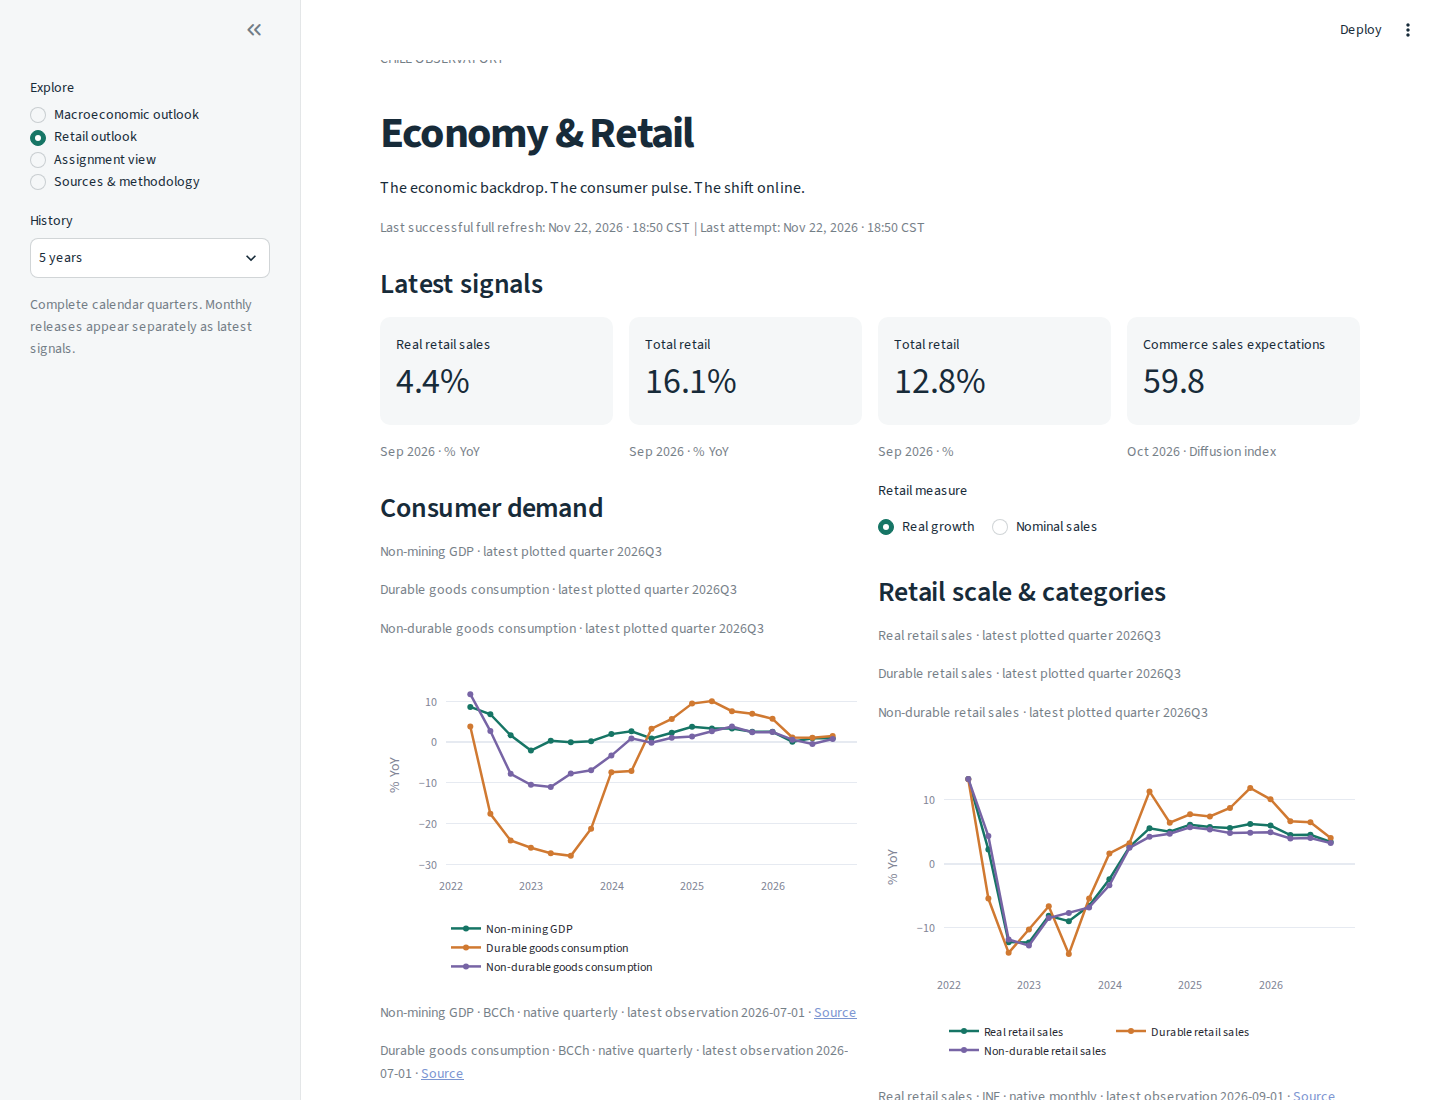 Deploy
Explore
Macroeconomic outlook
Retail outlook
Assignment view
Sources & methodology
History
5 years
Complete calendar quarters. Monthly
releases appear separately as latest
signals.
CHILE OBSERVATORY
Economy & Retail
The economic backdrop. The consumer pulse. The shift online.
Last successful full refresh: Nov 22, 2026 · 18:50 CST | Last attempt: Nov 22, 2026 · 18:50 CST
Latest signals
Real retail sales
4.4%
Sep 2026 · % YoY
Total retail
16.1%
Sep 2026 · % YoY
Total retail
12.8%
Sep 2026 · %
Commerce sales expectations
59.8
Oct 2026 · Diffusion index
Consumer demand
Non-mining GDP · latest plotted quarter 2026Q3
Durable goods consumption · latest plotted quarter 2026Q3
Non-durable goods consumption · latest plotted quarter 2026Q3
% YoY
10
0
−10
−20
−30
2022 2023 2024 2025 2026
Non-mining GDP
Durable goods consumption
Non-durable goods consumption
Non-mining GDP · BCCh · native quarterly · latest observation 2026-07-01 · Source
Durable goods consumption · BCCh · native quarterly · latest observation 2026-
07-01 · Source
Retail measure
Real growth Nominal sales
Retail scale & categories
Real retail sales · latest plotted quarter 2026Q3
Durable retail sales · latest plotted quarter 2026Q3
Non-durable retail sales · latest plotted quarter 2026Q3
% YoY
10
0
−10
2022 2023 2024 2025 2026
Real retail sales Durable retail sales
Non-durable retail sales
Real retail sales · INE · native monthly · latest observation 2026-09-01 · Source